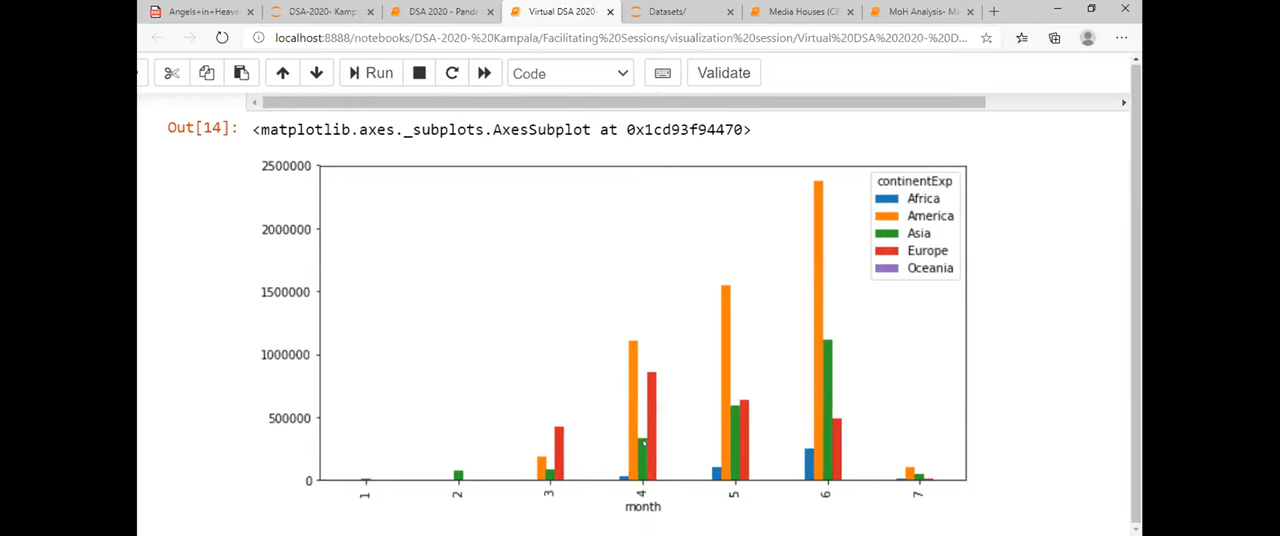 Angels+in+Heave
DSA-2020- Kamp
DSA 2020 - Panda
Virtual DSA 2020-
Datasets/
Media Houses (CE
MoH Analysis- Ma
localhost:8888/notebooks/DSA-2020-%20Kampala/Facilitating%20Sessions/visualization%20session/Virtual%20DSA%202020-%20D...
Run
Code
Validate
Out[14]: <matplotlib.axes._subplots.AxesSubplot at 0x1cd93f94470>
2500000
2000000
1500000
1000000
500000
0
continentExp
Africa
America
Asia
Europe
Oceania
1 2 3 4 5 6 7
month